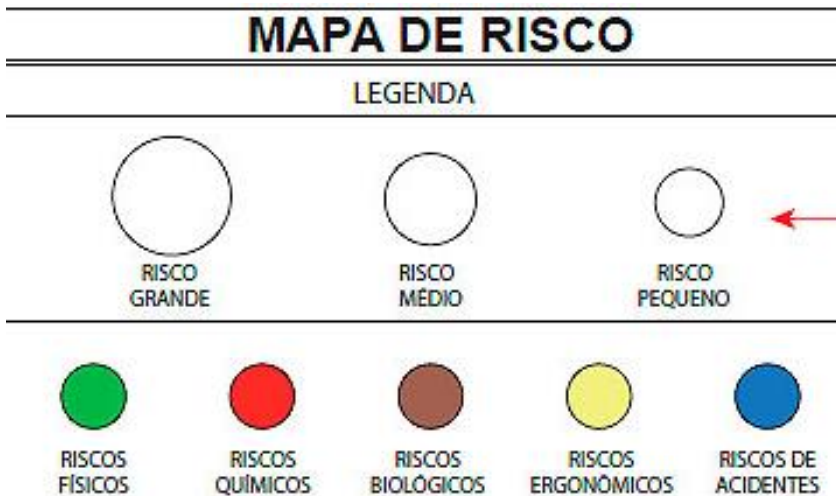 MAPA DE RISCO
LEGENDA
RISCO
GRANDE
RISCO
MÉDIO
RISCO
PEQUENO
RISCOS
FÍSICOS
RISCOS
QUÍMICOS
RISCOS
BIOLÓGICOS
RISCOS
ERGONÔMICOS
RISCOS DE
ACIDENTES